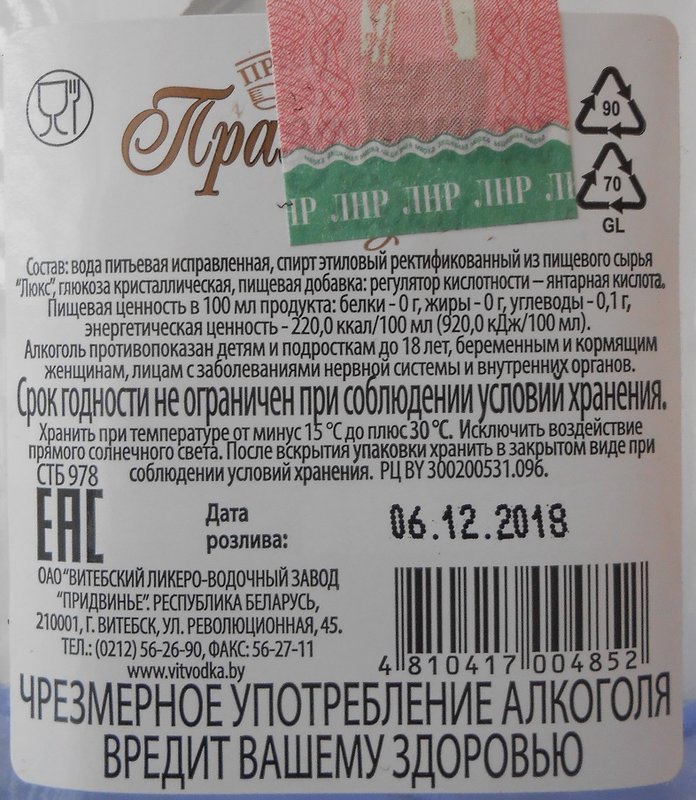 ПР
Пра
90
70
GL
ЛНР ЛНР ЛНР
Состав: вода питьевая исправленная, спирт этиловый ректификованный из пищевого сырья
"Люкс", глюкоза кристаллическая, пищевая добавка: регулятор кислотности – янтарная кислота.
Пищевая ценность в 100 мл продукта: белки - 0 г, жиры - 0 г, углеводы - 0,1 г,
энергетическая ценность - 220,0 ккал/100 мл (920,0 кДж/100 мл).
Алкоголь противопоказан детям и подросткам до 18 лет, беременным и кормящим
женщинам, лицам с заболеваниями нервной системы и внутренних органов.
Срок годности не ограничен при соблюдении условий хранения.
Хранить при температуре от минус 15 °С до плюс 30 °С. Исключить воздействие
прямого солнечного света. После вскрытия упаковки хранить в закрытом виде при
СТБ 978 соблюдении условий хранения. РЦ BY 300200531.096.
ЕАС
Дата
розлива:
06.12.2018
ОАО "ВИТЕБСКИЙ ЛИКЕРО-ВОДОЧНЫЙ ЗАВОД
"ПРИДВИНЬЕ". РЕСПУБЛИКА БЕЛАРУСЬ,
210001, Г. ВИТЕБСК, УЛ. РЕВОЛЮЦИОННАЯ, 45.
ТЕЛ.: (0212) 56-26-90, ФАКС: 56-27-11
www.vitvodka.by
4 810417 004852
ЧРЕЗМЕРНОЕ УПОТРЕБЛЕНИЕ АЛКОГОЛЯ
ВРЕДИТ ВАШЕМУ ЗДОРОВЬЮ